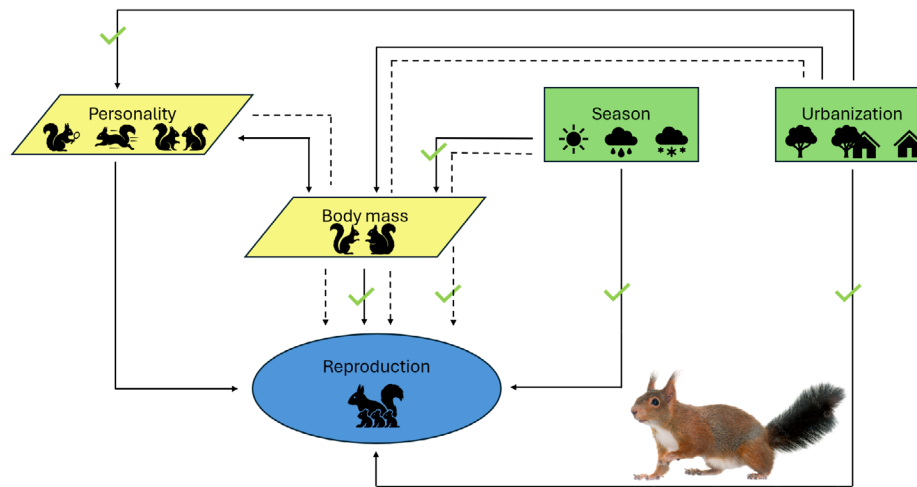 Personality
Season
Urbanization
Body mass
Reproduction